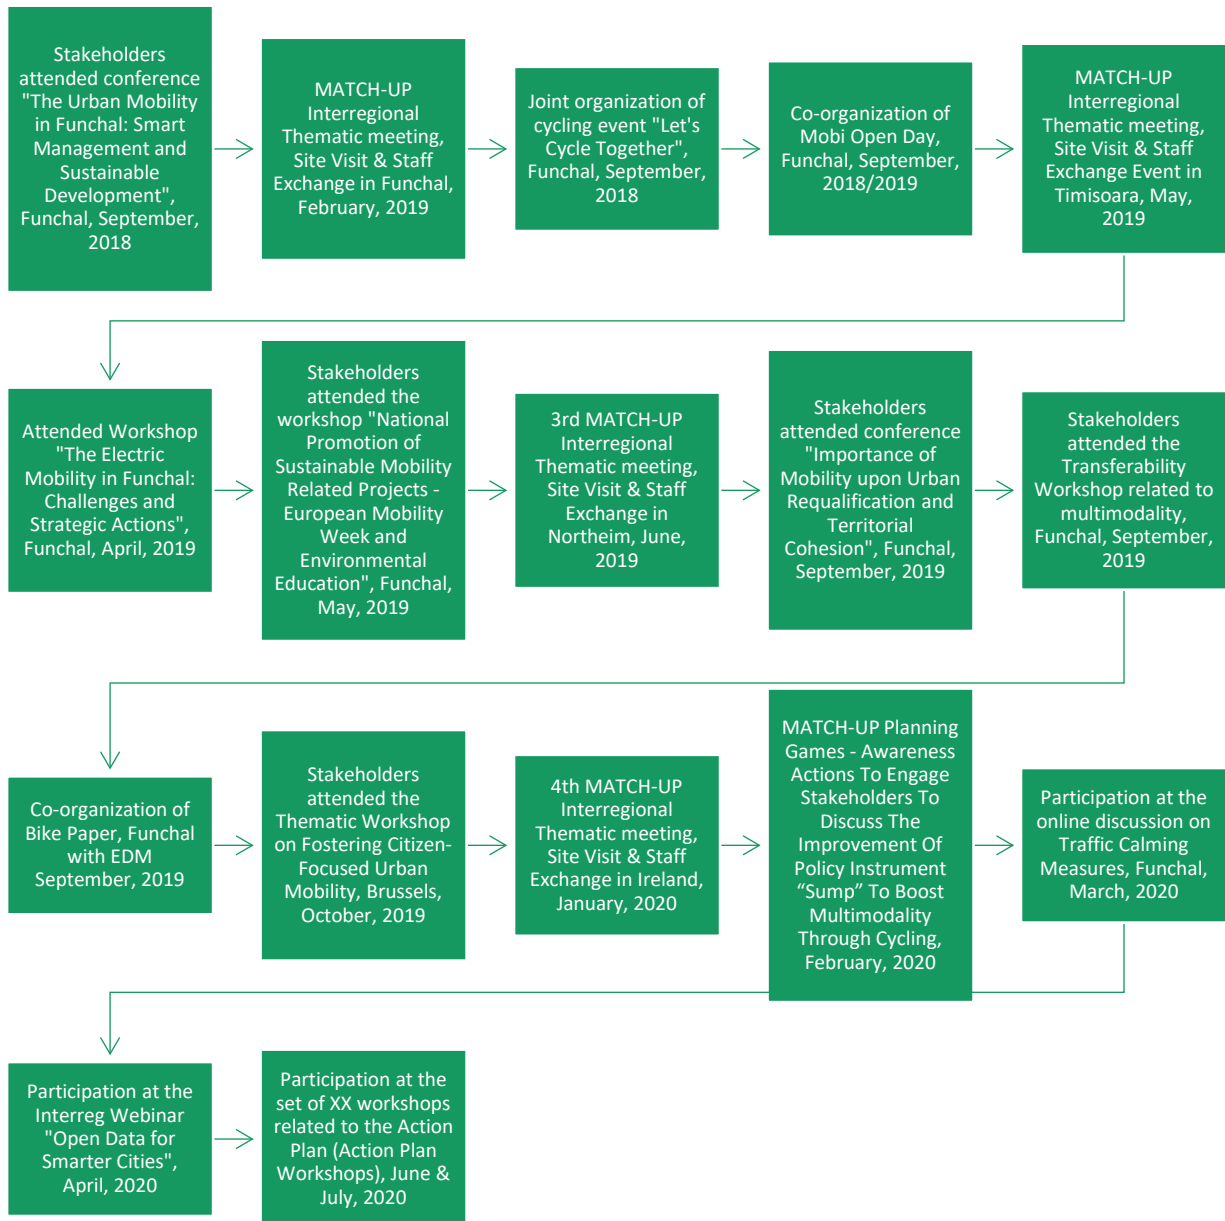 Stakeholders
attended conference
"The Urban Mobility
in Funchal: Smart
Management and
Sustainable
Development",
Funchal, September,
2018
MATCH-UP
Interregional
Thematic meeting,
Site Visit & Staff
Exchange in Funchal,
February, 2019
Joint organization of
cycling event "Let's
Cycle Together",
Funchal, September,
2018
Co-organization of
Mobi Open Day,
Funchal, September,
2018/2019
MATCH-UP
Interregional
Thematic meeting,
Site Visit & Staff
Exchange Event in
Timisoara, May,
2019
Attended Workshop
"The Electric
Mobility in Funchal:
Challenges and
Strategic Actions",
Funchal, April, 2019
Stakeholders
attended the
workshop "National
Promotion of
Sustainable Mobility
Related Projects -
European Mobility
Week and
Environmental
Education", Funchal,
May, 2019
3rd MATCH-UP
Interregional
Thematic meeting,
Site Visit & Staff
Exchange in
Northeim, June,
2019
Stakeholders
attended conference
"Importance of
Mobility upon Urban
Requalification and
Territorial
Cohesion", Funchal,
September, 2019
Stakeholders
attended the
Transferability
Workshop related to
multimodality,
Funchal, September,
2019
Co-organization of
Bike Paper, Funchal
with EDM
September, 2019
Stakeholders
attended the
Thematic Workshop
on Fostering Citizen-
Focused Urban
Mobility, Brussels,
October, 2019
4th MATCH-UP
Interregional
Thematic meeting,
Site Visit & Staff
Exchange in Ireland,
January, 2020
MATCH-UP Planning
Games - Awareness
Actions To Engage
Stakeholders To
Discuss The
Improvement Of
Policy Instrument
“Sump” To Boost
Multimodality
Through Cycling,
February, 2020
Participation at the
online discussion on
Traffic Calming
Measures, Funchal,
March, 2020
Participation at the
Interreg Webinar
"Open Data for
Smarter Cities",
April, 2020
Participation at the
set of XX workshops
related to the Action
Plan (Action Plan
Workshops), June &
July, 2020